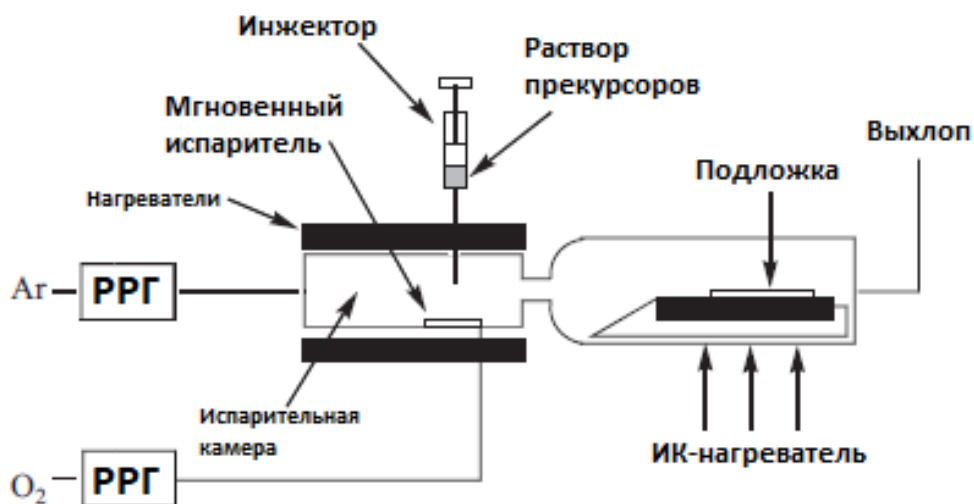 Инжектор
Раствор
прекурсоров
Мгновенный
испаритель
Выхлоп
Подложка
Нагреватели
Ar
РРГ
Испарительная
камера
ИК-нагреватель
O₂
РРГ